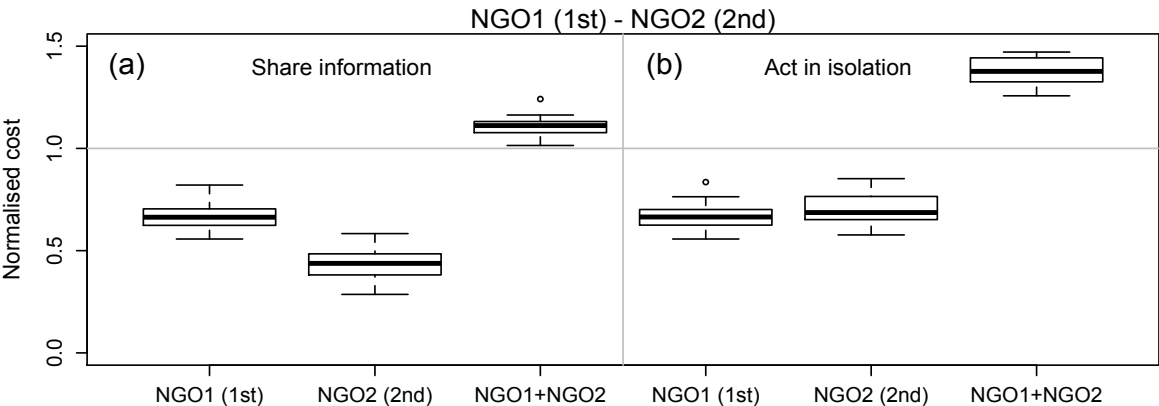 NGO1 (1st) - NGO2 (2nd)
(a) Share information
(b) Act in isolation
Normalised cost
1.5
1.0
0.5
0.0
NGO1 (1st) NGO2 (2nd) NGO1+NGO2 NGO1 (1st) NGO2 (2nd) NGO1+NGO2